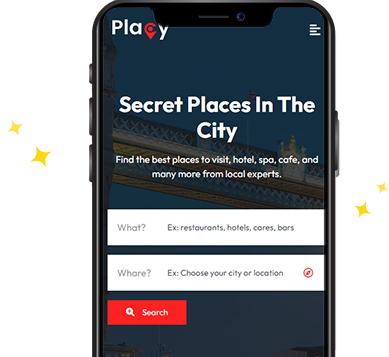 Placy
Secret Places In The
City
Find the best places to visit, hotel, spa, cafe, and
many more from local experts.
What? Ex: restaurants, hotels, cares, bars
Whare? Ex: Choose your city or location
Search